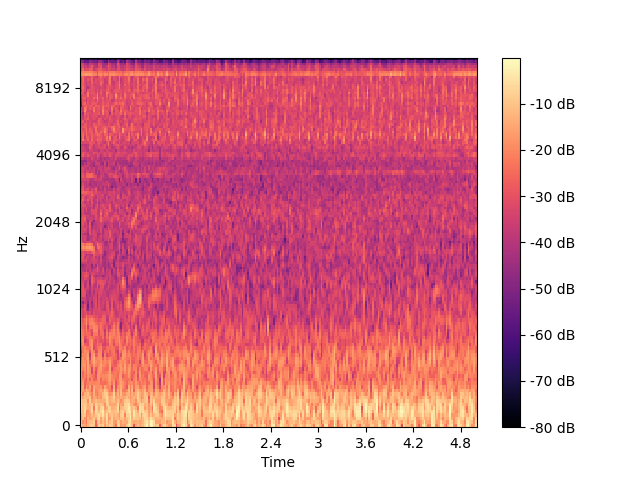 8192
4096
2048
1024
512
0
Hz
0 0.6 1.2 1.8 2.4 3 3.6 4.2 4.8
Time
-10 dB
-20 dB
-30 dB
-40 dB
-50 dB
-60 dB
-70 dB
-80 dB